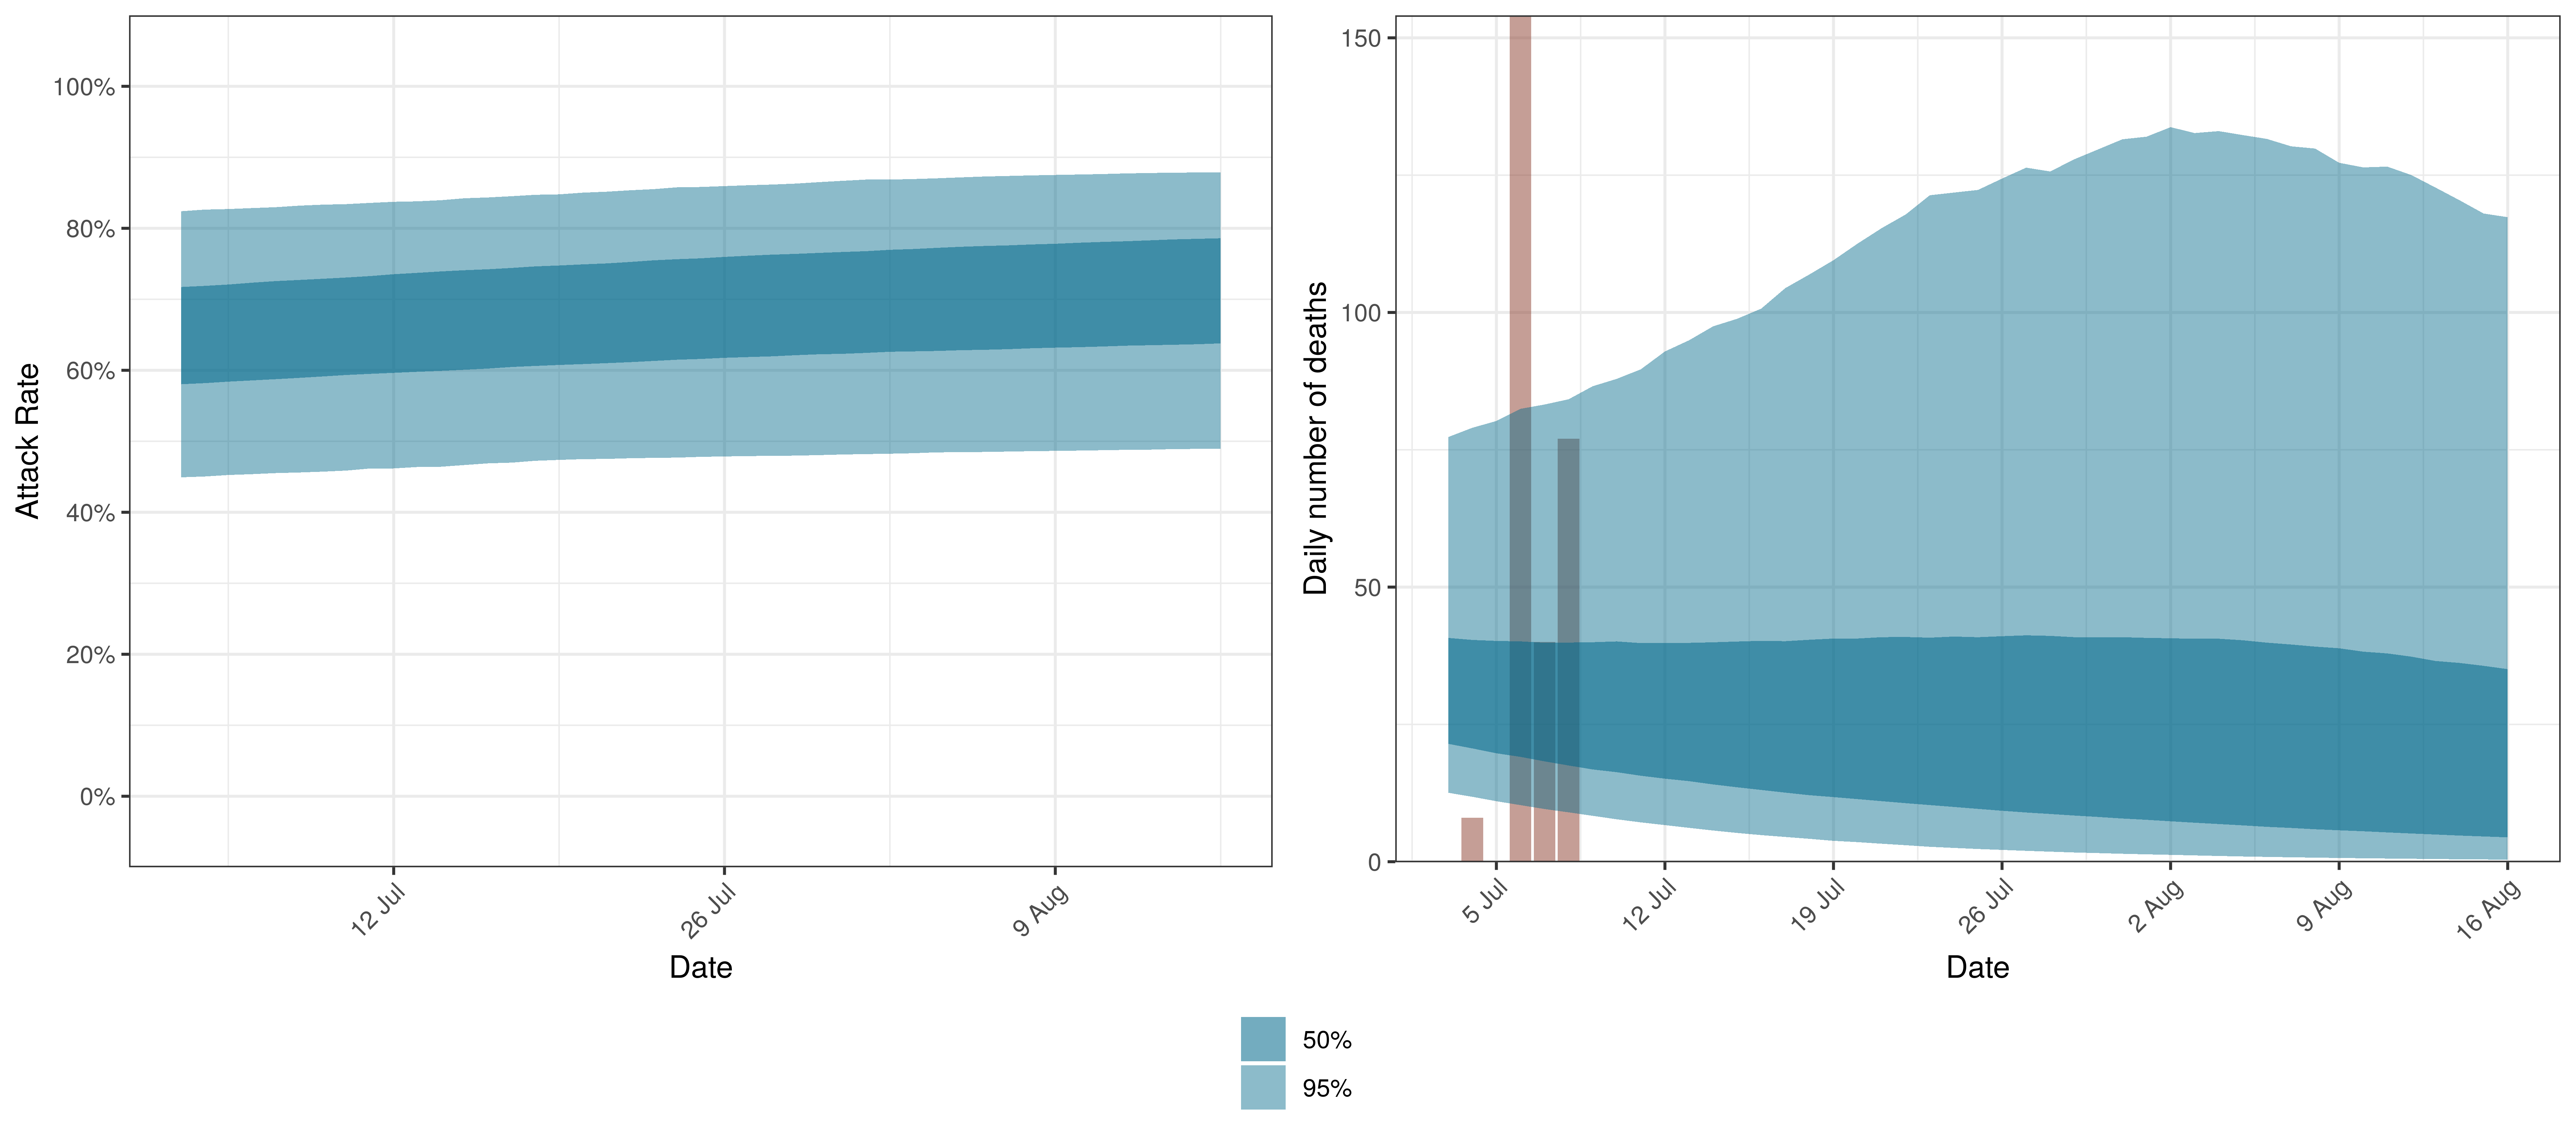 Attack Rate
100%
80%
60%
40%
20%
0%
12 Jul
26 Jul
9 Aug
Date
Daily number of deaths
150
100
50
0
5 Jul
12 Jul
19 Jul
26 Jul
2 Aug
9 Aug
16 Aug
Date
50%
95%